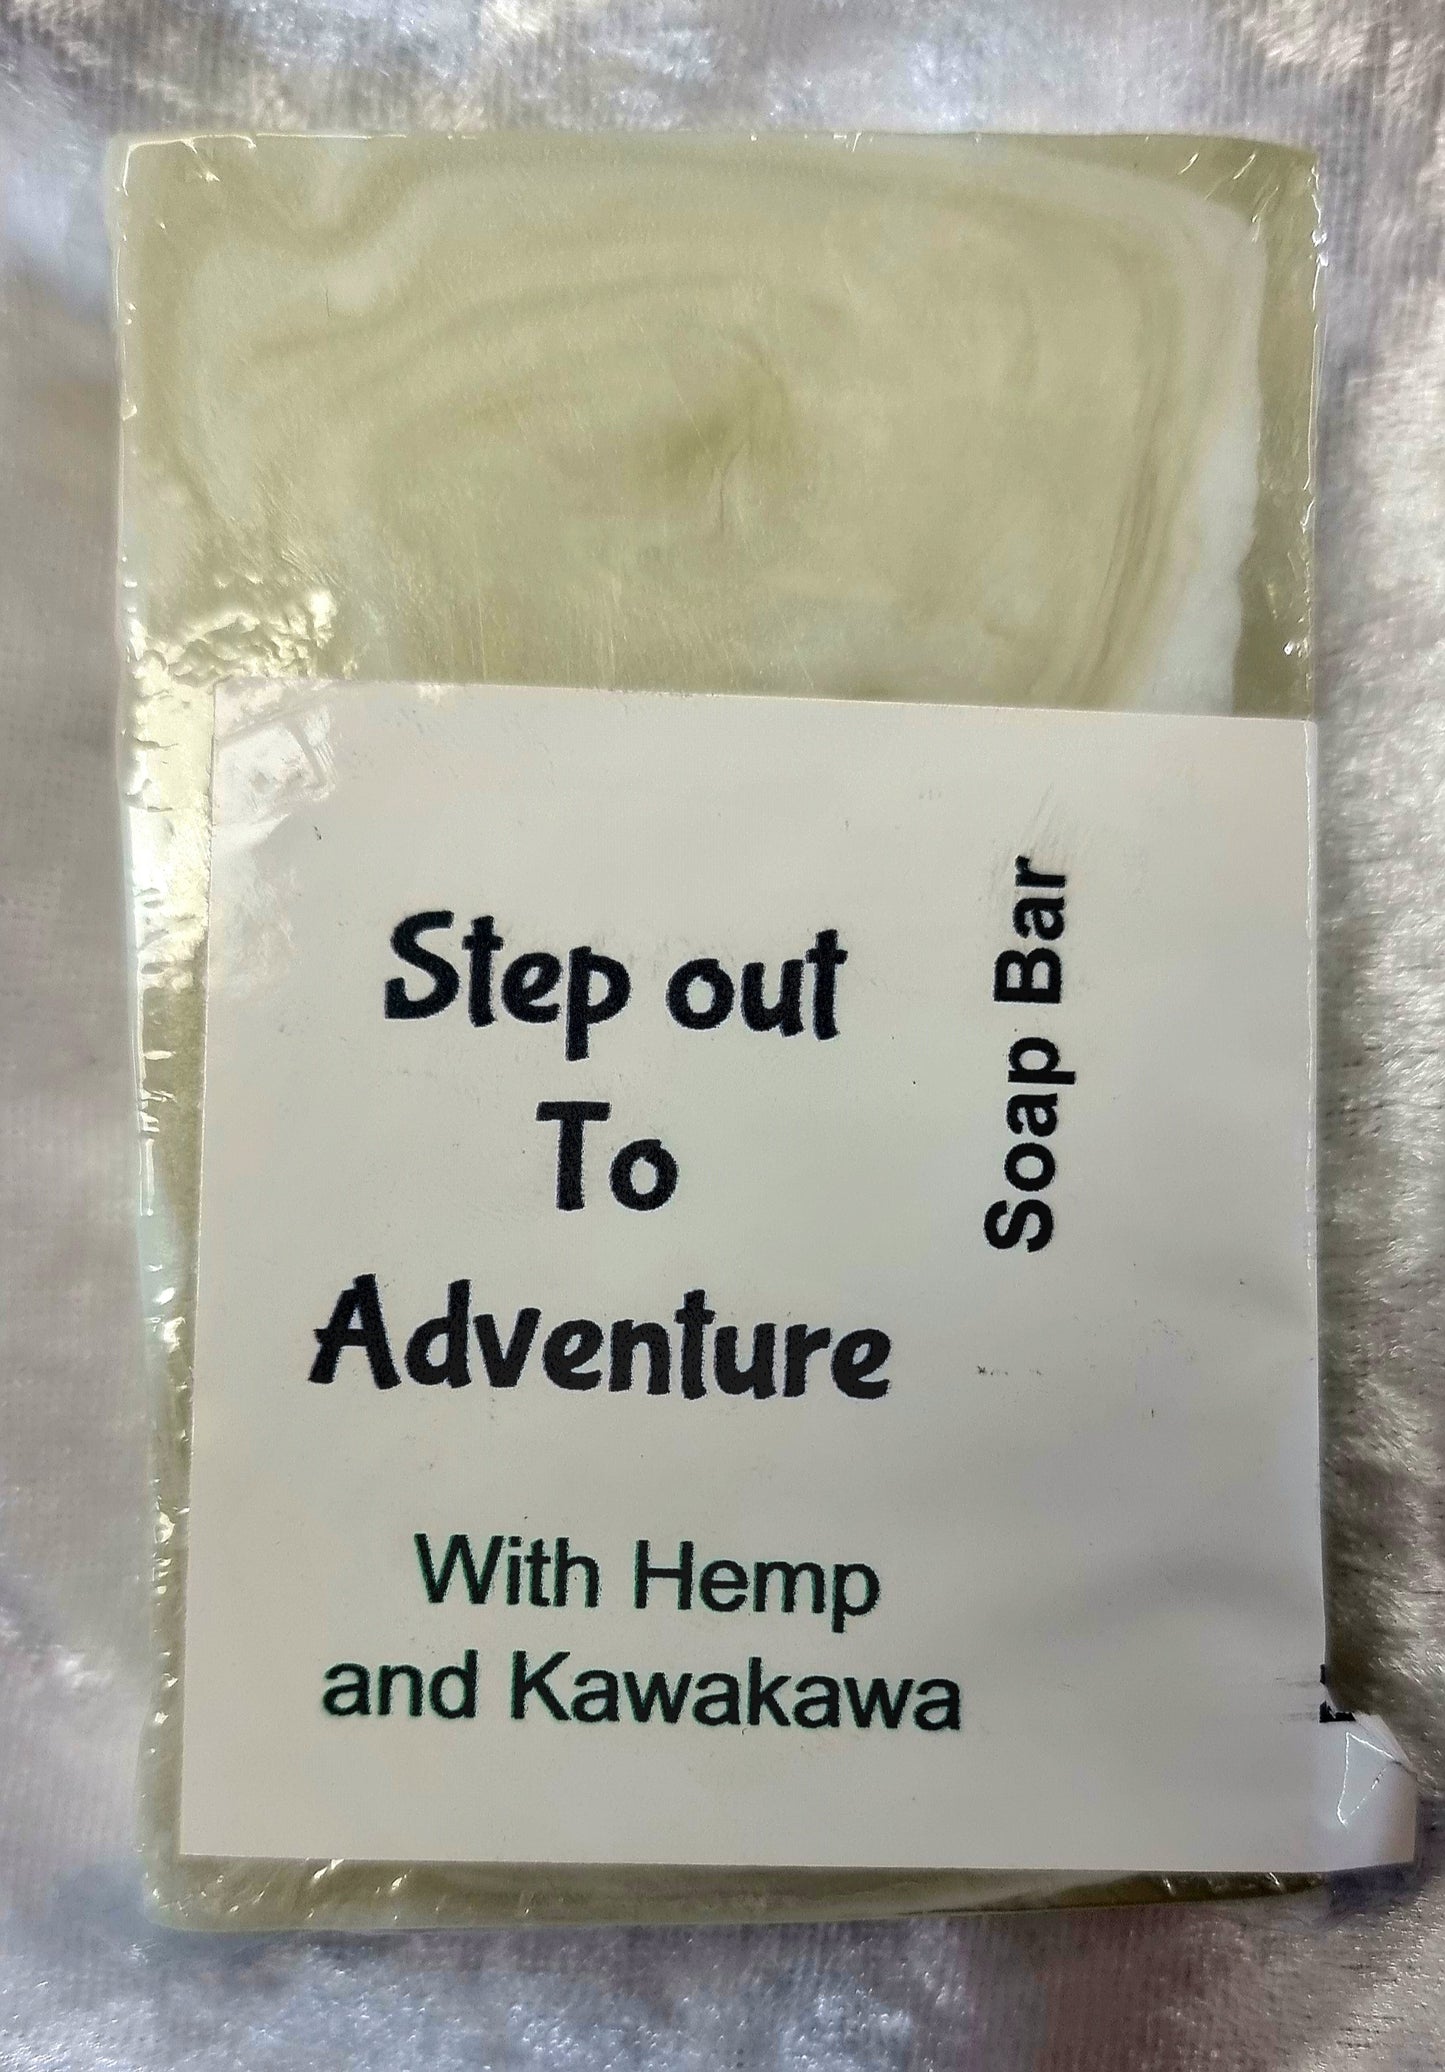 Step out
To
Adventure
With Hemp
and Kawakawa
Soap Bar